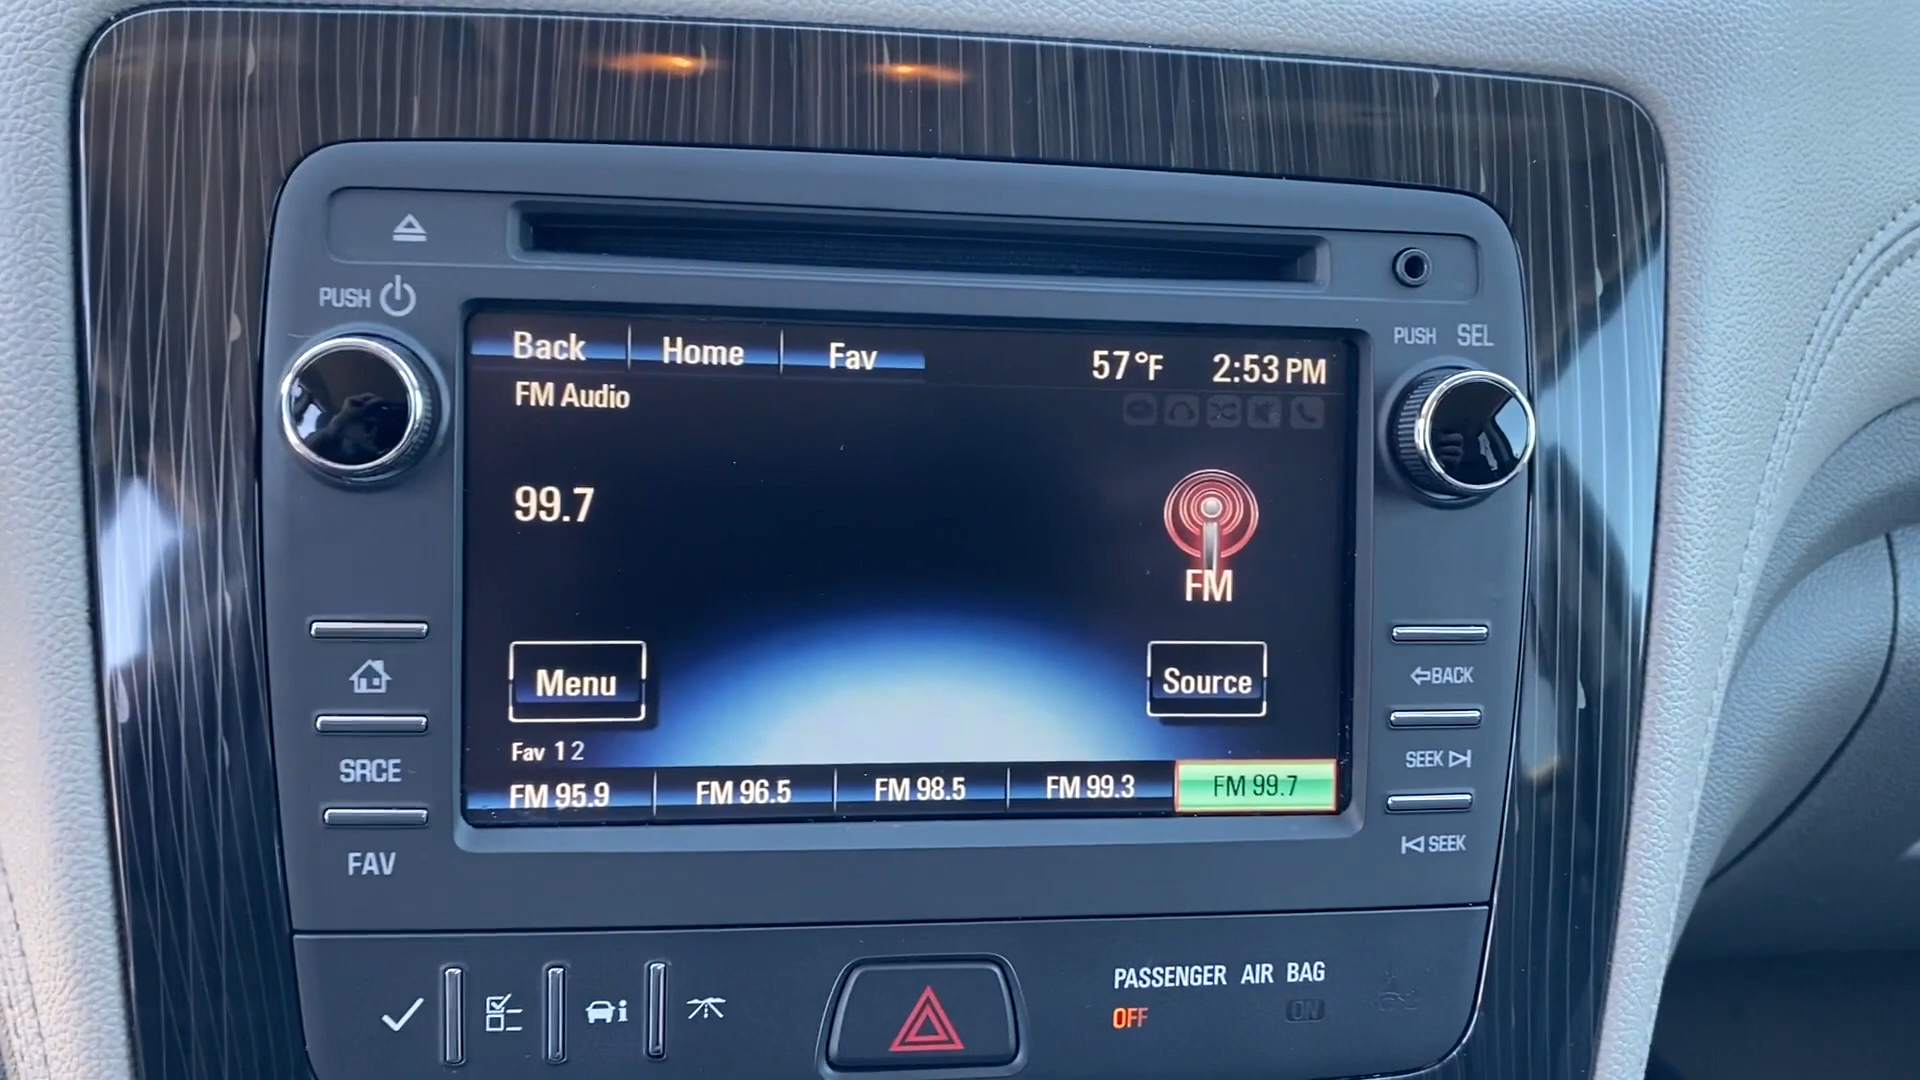 PUSH
PUSH SEL
Back Home Fav 57°F 2:53 PM
FM Audio
99.7
FM
Menu
Source
BACK
Fav 1 2
SEEK
SRCE
FM 95.9 FM 96.5 FM 98.5 FM 99.3 FM 99.7
SEEK
FAV
PASSENGER AIR BAG
OFF ON
i